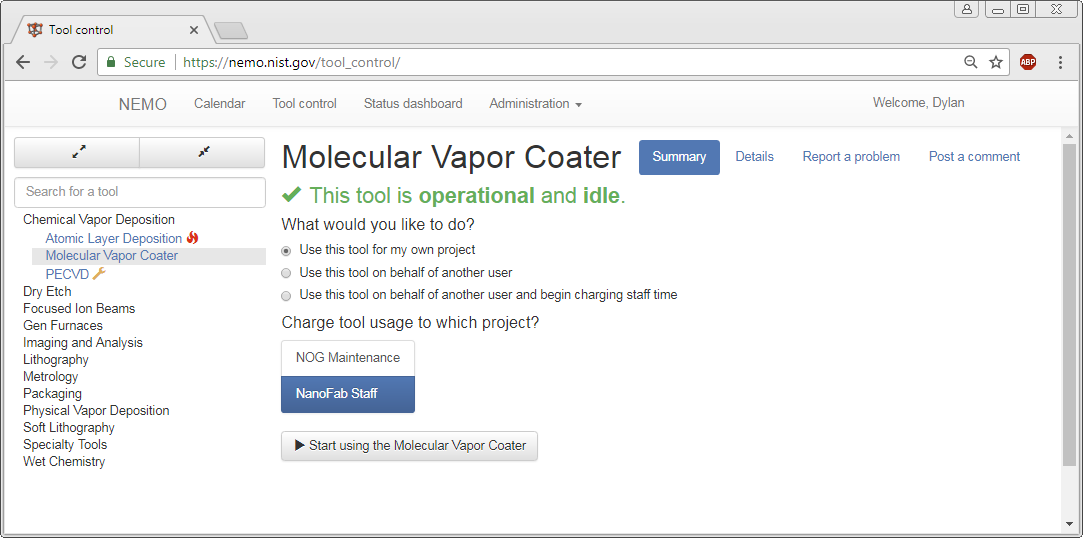 Tool control
Secure https://nemo.nist.gov/tool_control/
ABP
NEMO Calendar Tool control Status dashboard Administration Welcome, Dylan
Search for a tool
Chemical Vapor Deposition
Atomic Layer Deposition
Molecular Vapor Coater
PECVD
Dry Etch
Focused Ion Beams
Gen Furnaces
Imaging and Analysis
Lithography
Metrology
Packaging
Physical Vapor Deposition
Soft Lithography
Specialty Tools
Wet Chemistry
Molecular Vapor Coater Summary Details Report a problem Post a comment
This tool is operational and idle.
What would you like to do?
Use this tool for my own project
Use this tool on behalf of another user
Use this tool on behalf of another user and begin charging staff time
Charge tool usage to which project?
NOG Maintenance
NanoFab Staff
Start using the Molecular Vapor Coater